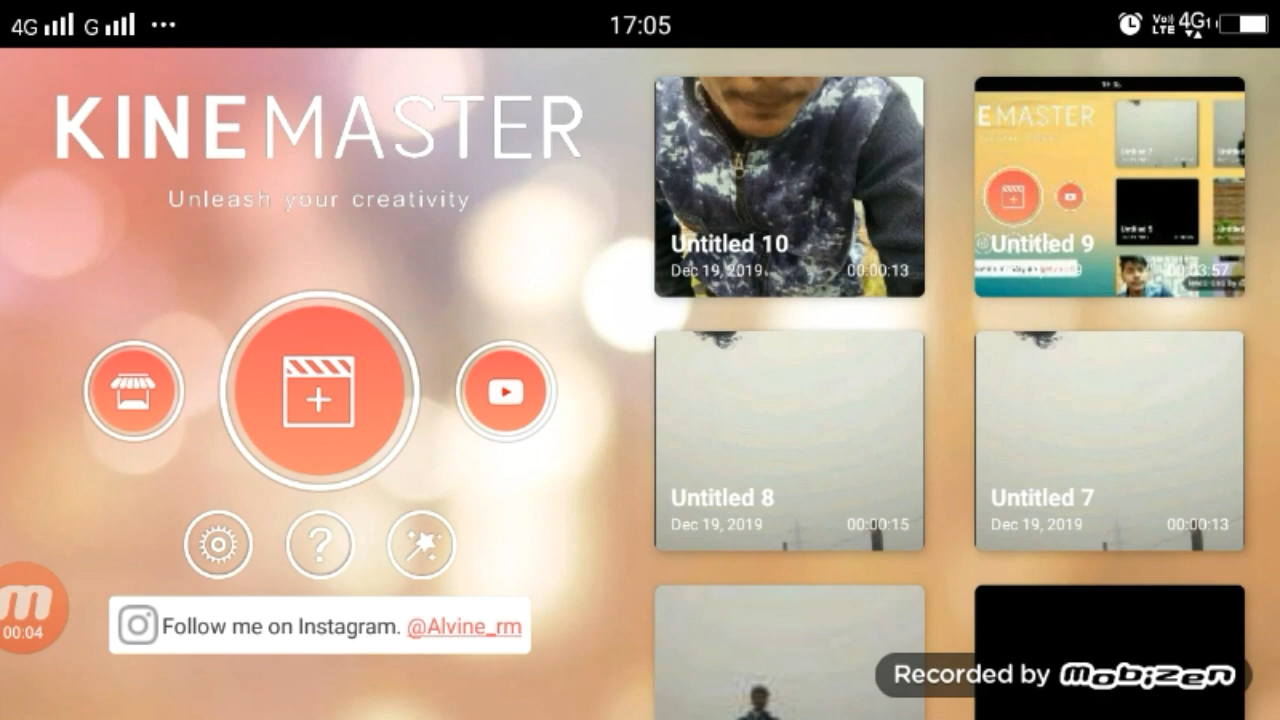 4G G ... 17:05 VoLTE 4G
KINEMASTER
Unleash your creativity
Follow me on Instagram. @Alvine_rm
00:04
Untitled 10
Dec 19, 2019 00:00:13
EMASTER
Untitled 9
03:57
Untitled 8
Dec 19, 2019 00:00:15
Untitled 7
Dec 19, 2019 00:00:13
Recorded by mobizen